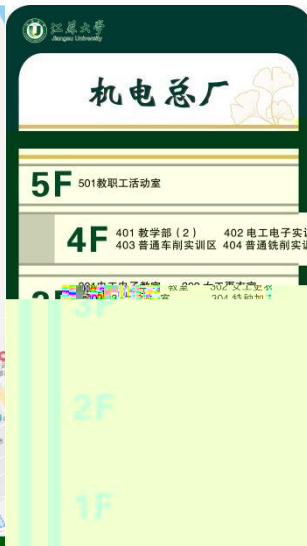 江苏大学
Jiangsu University
机电总厂
5F 501教职工活动室
4F 401 教学部（2） 402 电工电子实训
403 普通车削实训区 404 普通铣削实训
3F
2F
1F